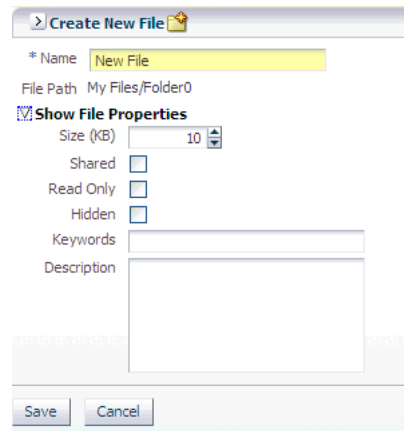 Create New File
* Name New File
File Path My Files/Folder0
Show File Properties
Size (KB) 10
Shared
Read Only
Hidden
Keywords
Description
Save Cancel